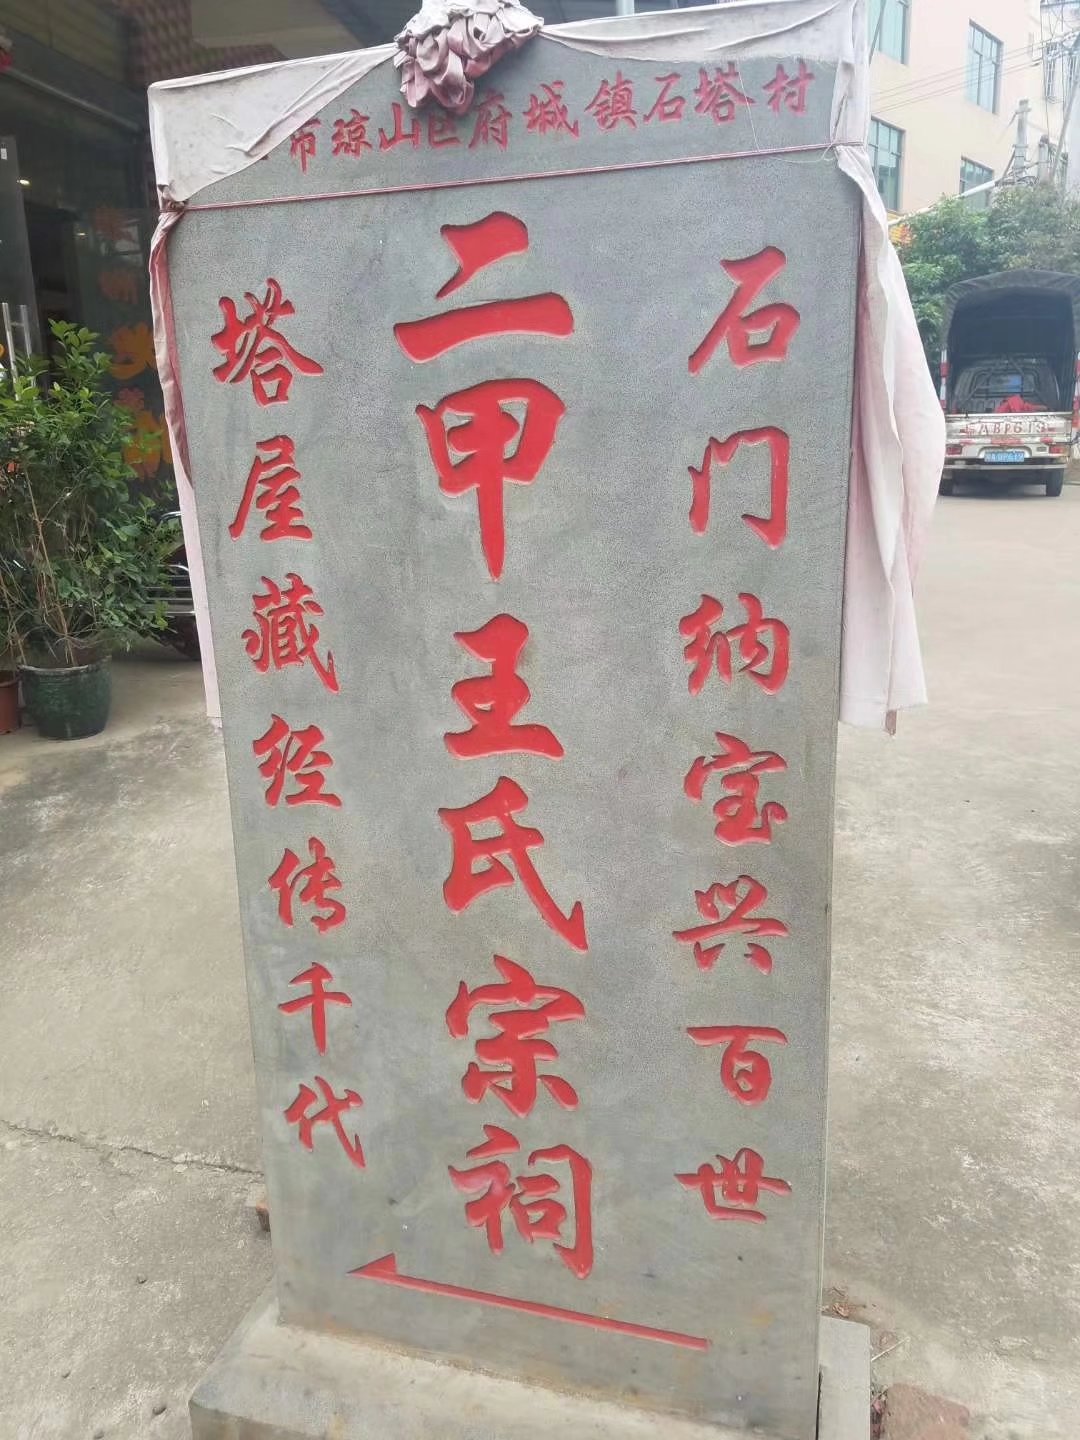 市琼山区府城镇石塔村
石门纳宝兴百世
二甲王氏宗祠
塔屋藏经传千代